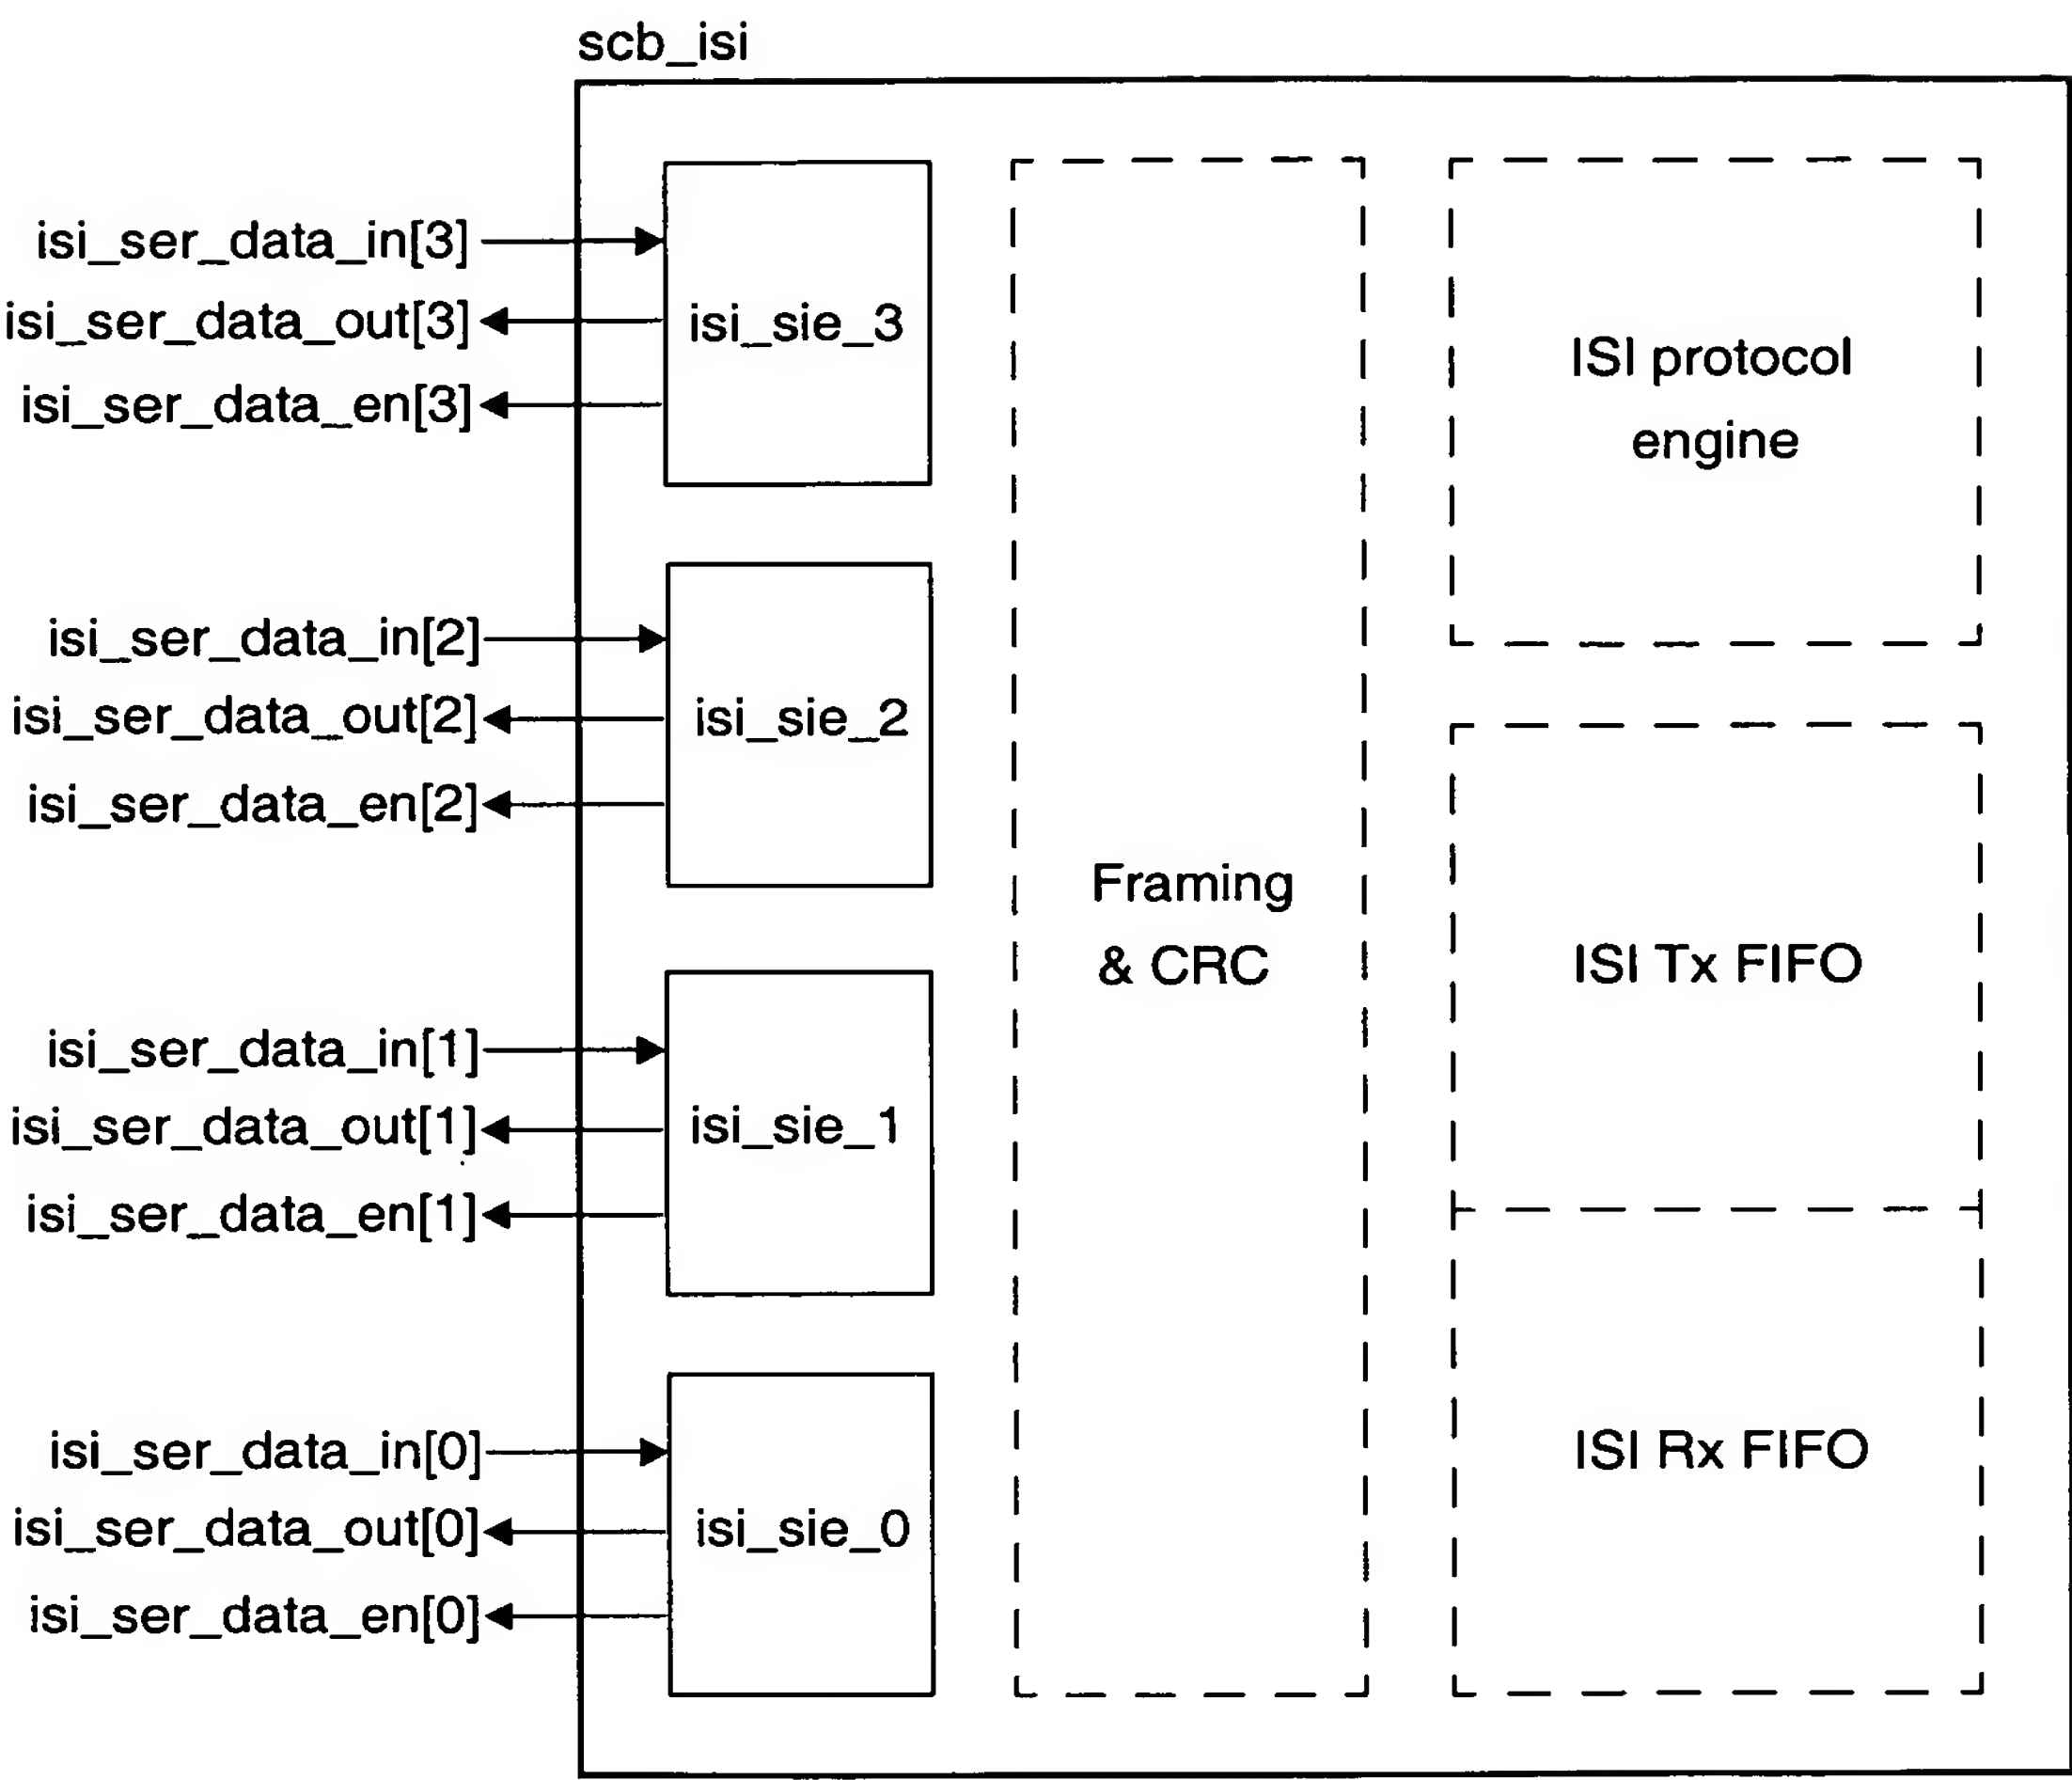 scb_isi
isi_ser_data_in[3]
isi_ser_data_out[3]
isi_ser_data_en[3]
isi_sie_3
ISI protocol
engine
isi_ser_data_in[2]
isi_ser_data_out[2]
isi_ser_data_en[2]
isi_sie_2
Framing
& CRC
ISI Tx FIFO
isi_ser_data_in[1]
isi_ser_data_out[1]
isi_ser_data_en[1]
isi_sie_1
isi_ser_data_in[0]
isi_ser_data_out[0]
isi_ser_data_en[0]
isi_sie_0
ISI Rx FIFO